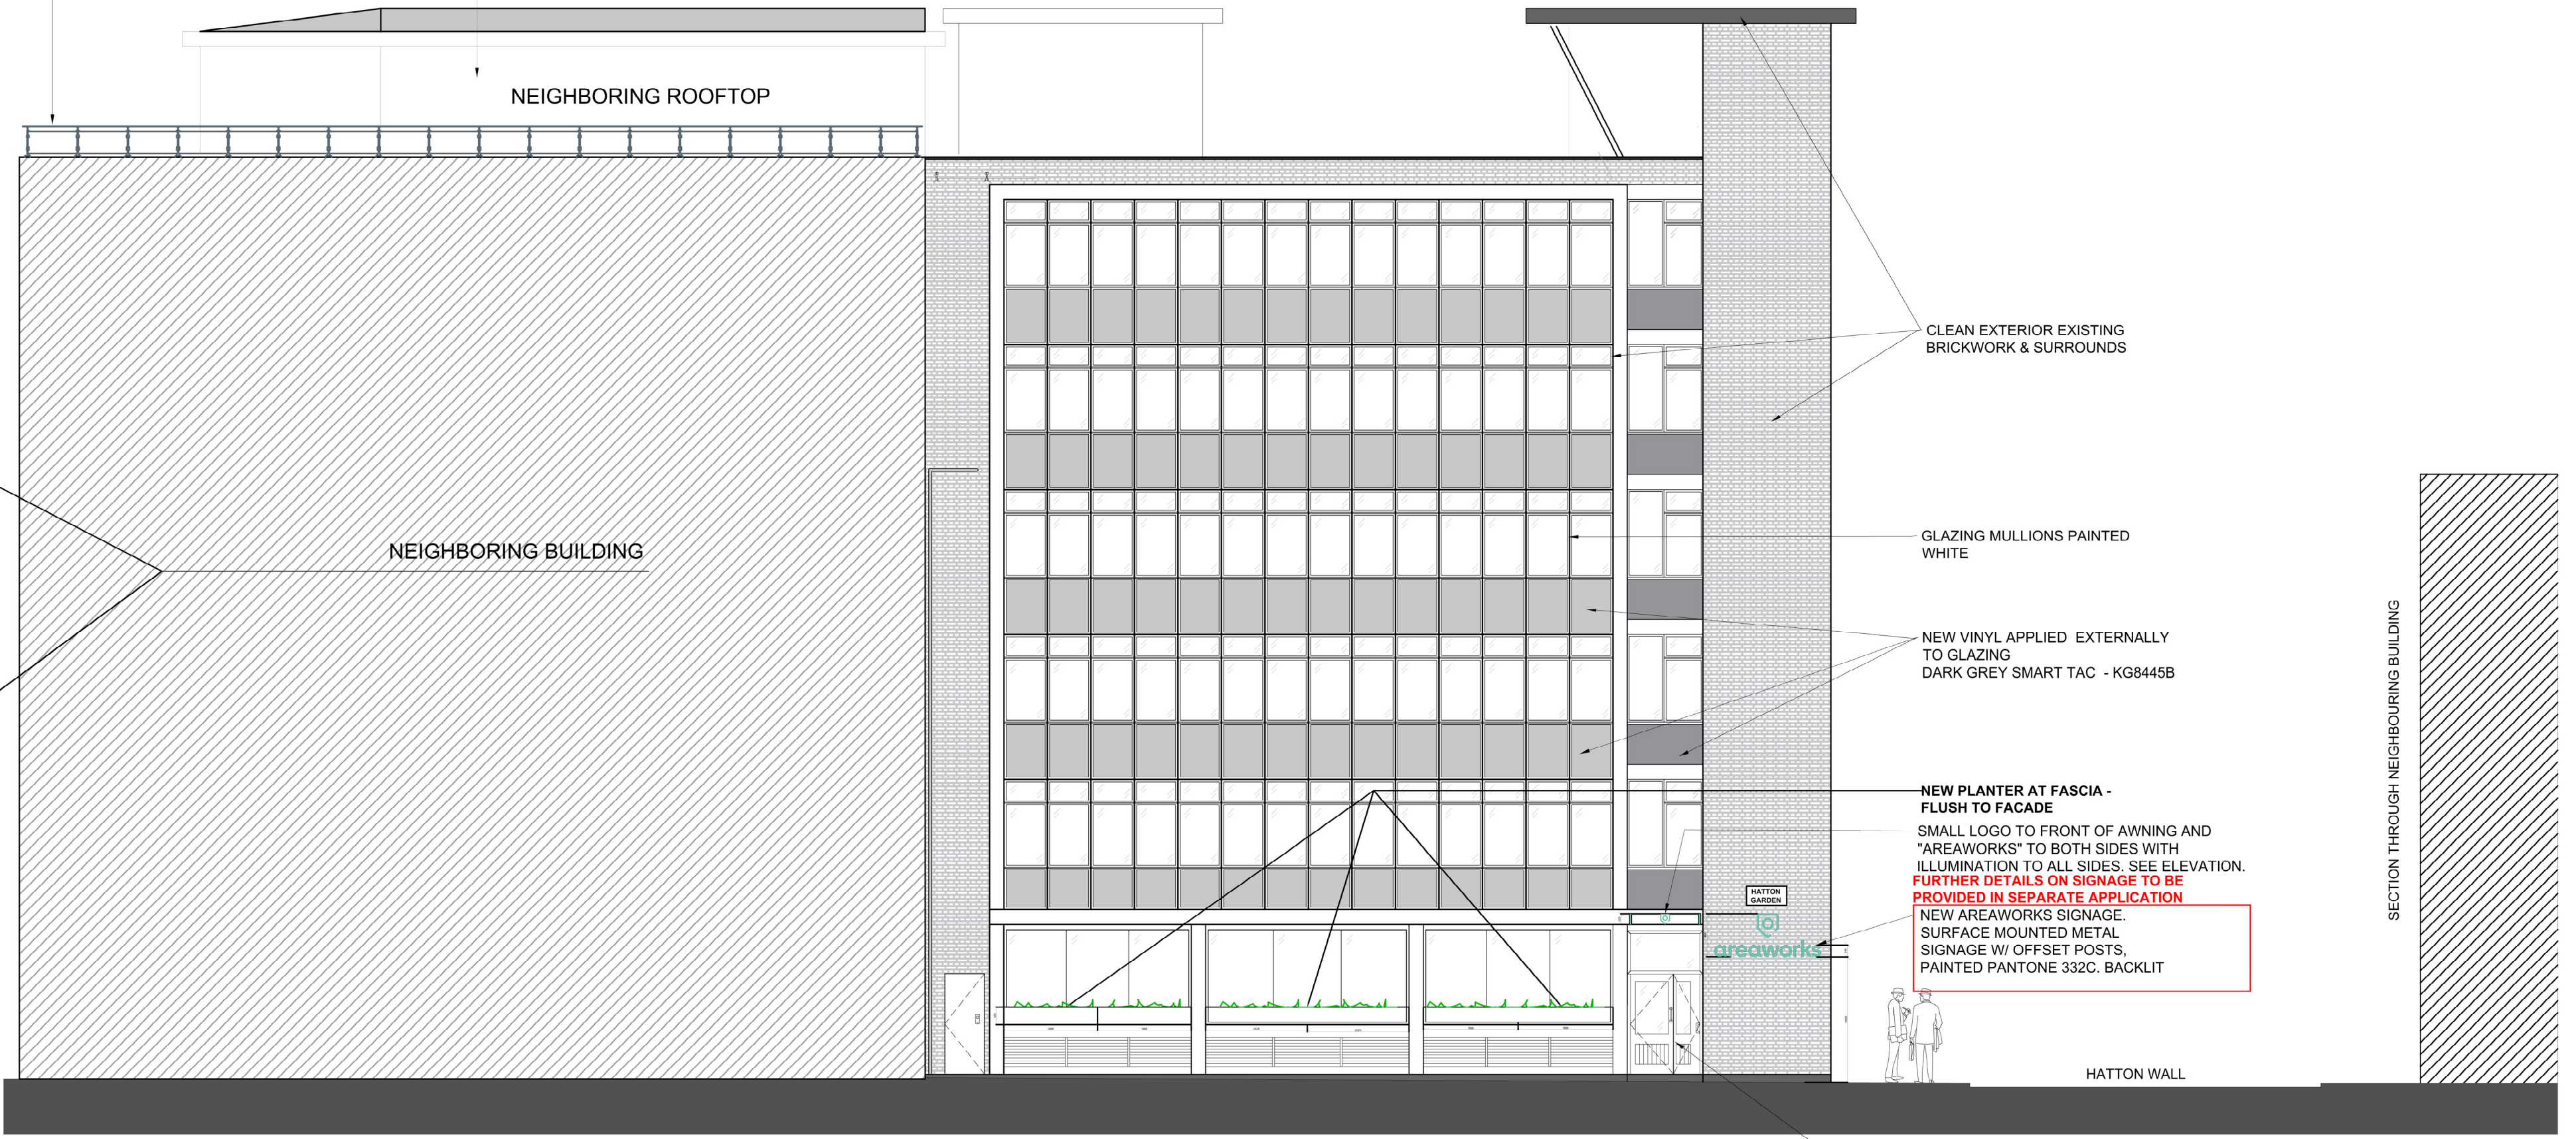 NEIGHBORING ROOFTOP
CLEAN EXTERIOR EXISTING
BRICKWORK & SURROUNDS
NEIGHBORING BUILDING
GLAZING MULLIONS PAINTED
WHITE
NEW VINYL APPLIED EXTERNALLY
TO GLAZING
DARK GREY SMART TAC - KG8445B
SECTION THROUGH NEIGHBOURING BUILDING
NEW PLANTER AT FASCIA -
FLUSH TO FACADE
SMALL LOGO TO FRONT OF AWNING AND
"AREAWORKS" TO BOTH SIDES WITH
ILLUMINATION TO ALL SIDES. SEE ELEVATION.
FURTHER DETAILS ON SIGNAGE TO BE
PROVIDED IN SEPARATE APPLICATION
NEW AREAWORKS SIGNAGE.
SURFACE MOUNTED METAL
SIGNAGE W/ OFFSET POSTS,
PAINTED PANTONE 332C. BACKLIT
HATTON
GARDEN
areaworks
HATTON WALL